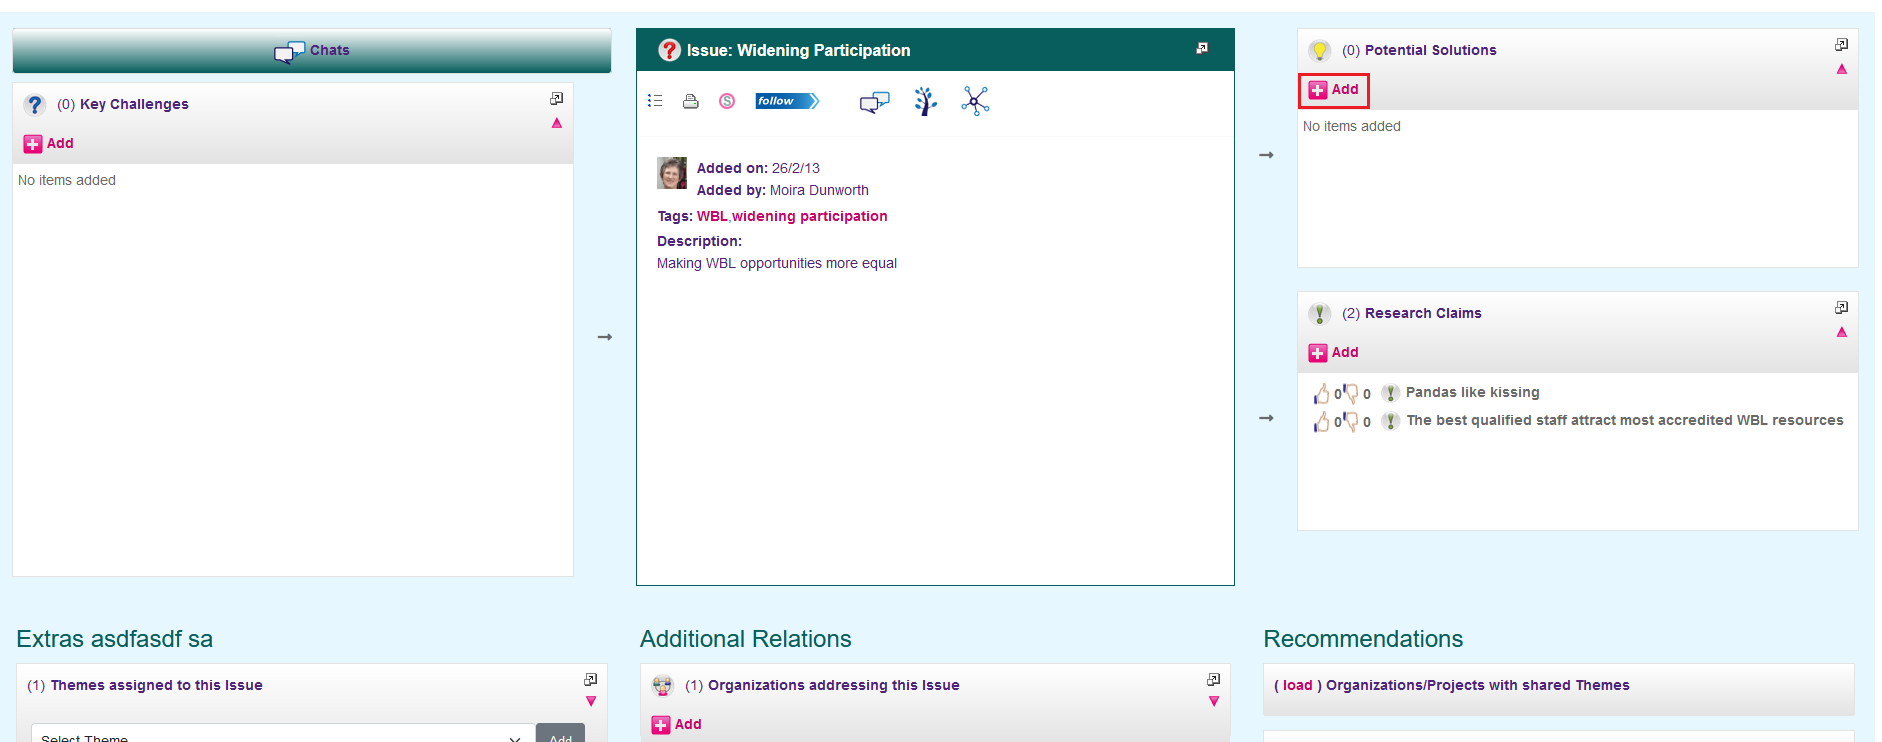 Chats
(0) Key Challenges
Add
No items added
Issue: Widening Participation
follow
Added on: 26/2/13
Added by: Moira Dunworth
Tags: WBL,widening participation
Description:
Making WBL opportunities more equal
(0) Potential Solutions
Add
No items added
(2) Research Claims
Add
0 0 Pandas like kissing
0 0 The best qualified staff attract most accredited WBL resources
Extras asdfasdf sa
(1) Themes assigned to this Issue
Select Theme
Add
Additional Relations
(1) Organizations addressing this Issue
Add
Recommendations
( load ) Organizations/Projects with shared Themes